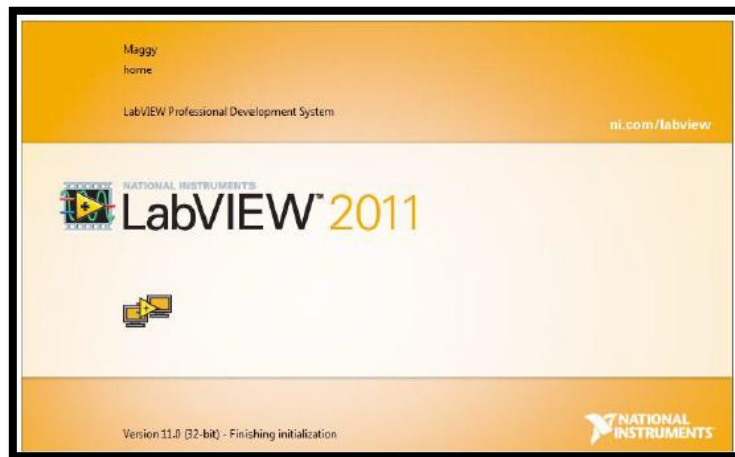 Maggy
home
LabVIEW Professional Development System
ni.com/labview
NATIONAL INSTRUMENTS
LabVIEW™ 2011
Version 11.0 (32-bit) - Finishing initialization
NATIONAL
INSTRUMENTS